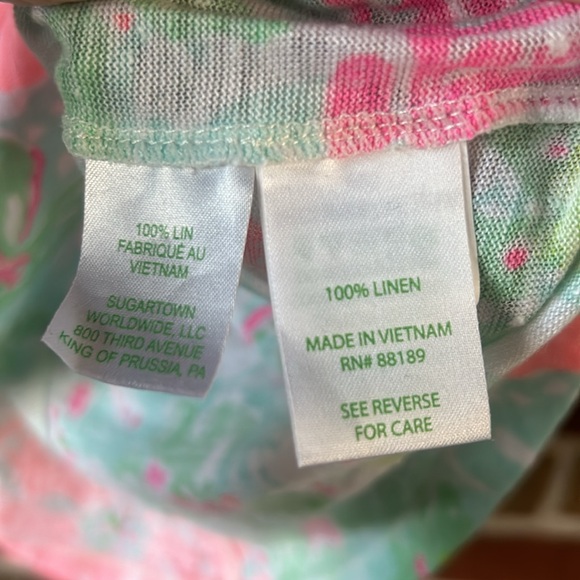 100% LIN
FABRIQUÉ AU
VIETNAM
SUGARTOWN
WORLDWIDE, LLC
800 THIRD AVENUE
KING OF PRUSSIA, PA
100% LINEN
MADE IN VIETNAM
RN# 88189
SEE REVERSE
FOR CARE